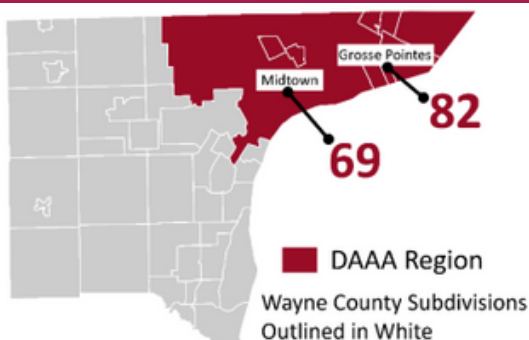 Grosse Pointes
Midtown
82
69
DAAA Region
Wayne County Subdivisions
Outlined in White